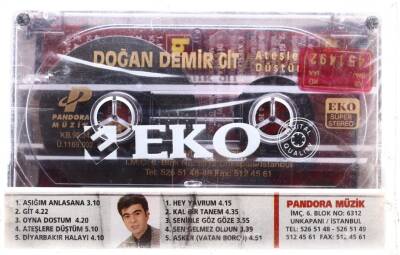 DOĞAN DEMİR GİT
Ateşlere
Düştüm
451492
PANDORA
MÜZİK
EKO
SUPER
STEREO
EKO
DIGITAL
QUALITY
Tel: 526 51 48-49 Fax: 512 45 61
1. AŞIĞIM ANLASANA 3.10
2. GİT 4.22
3. OYNA DOSTUM 4.20
4. ATEŞLERE DÜŞTÜM 5.10
5. DİYARBAKIR HALAYI 4.10
1. HEY YAVRUM 4.15
2. KAL BİR TANEM 4.35
3. SENİNLE GÖZ GÖZE 3.55
4. SEN GELMEZ OLDUN 3.39
5. ASKER (VATAN BORCU) 4.51
PANDORA MÜZİK
İMÇ. 6. BLOK NO: 6312
UNKAPANI / İSTANBUL
TEL: 526 51 48 - 526 51 49
512 45 61 FAX: 512 45 61